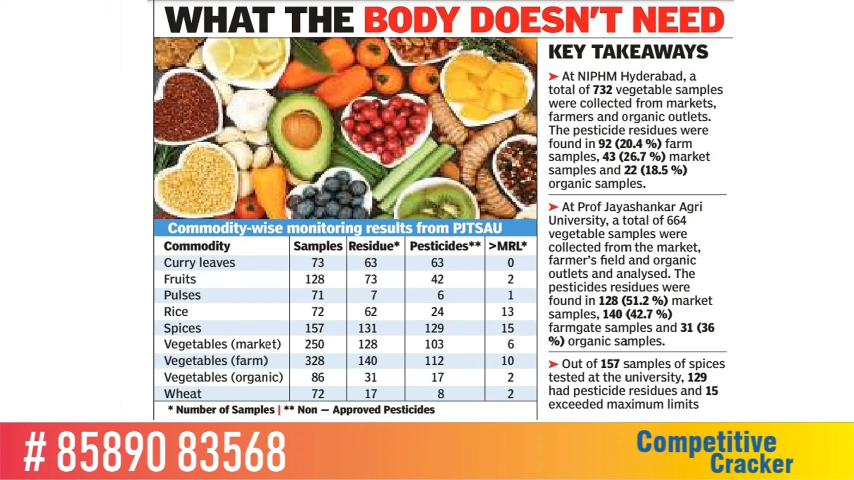 WHAT THE BODY DOESN'T NEED
Commodity-wise monitoring results from PJTSAU
Commodity Samples Residue* Pesticides** >MRL*
Curry leaves 73 63 63 0
Fruits 128 73 42 2
Pulses 71 7 6 1
Rice 72 62 24 13
Spices 157 131 129 15
Vegetables (market) 250 128 103 6
Vegetables (farm) 328 140 112 10
Vegetables (organic) 86 31 17 2
Wheat 72 17 8 2
* Number of Samples | ** Non – Approved Pesticides
KEY TAKEAWAYS
➤ At NIPHM Hyderabad, a
total of 732 vegetable samples
were collected from markets,
farmers and organic outlets.
The pesticide residues were
found in 92 (20.4 %) farm
samples, 43 (26.7 %) market
samples and 22 (18.5 %)
organic samples.
➤ At Prof Jayashankar Agri
University, a total of 664
vegetable samples were
collected from the market,
farmer's field and organic
outlets and analysed. The
pesticides residues were
found in 128 (51.2 %) market
samples, 140 (42.7 %)
farmgate samples and 31 (36
%) organic samples.
➤ Out of 157 samples of spices
tested at the university, 129
had pesticide residues and 15
exceeded maximum limits
# 85890 83568
Competitive
Cracker